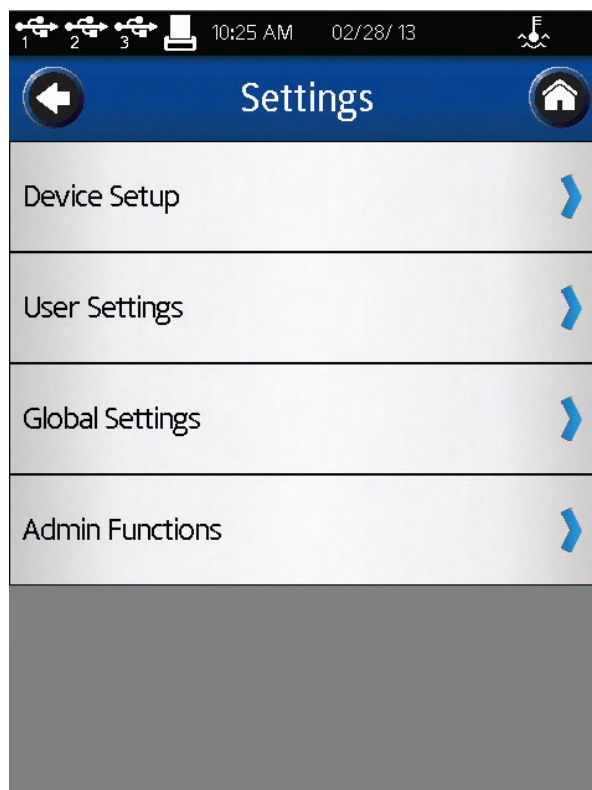 1 2 3 10:25 AM 02/28/13
Settings
Device Setup
User Settings
Global Settings
Admin Functions